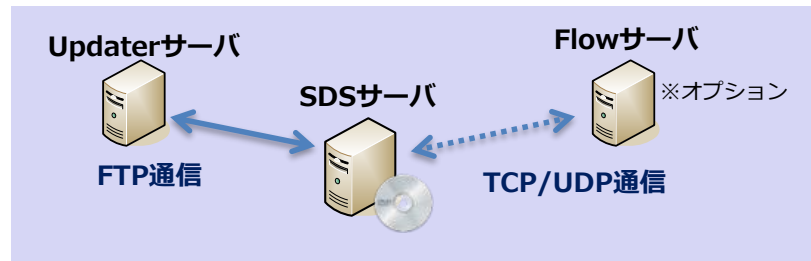 Updaterサーバ
Flowサーバ
※オプション
SDSサーバ
FTP通信
TCP/UDP通信